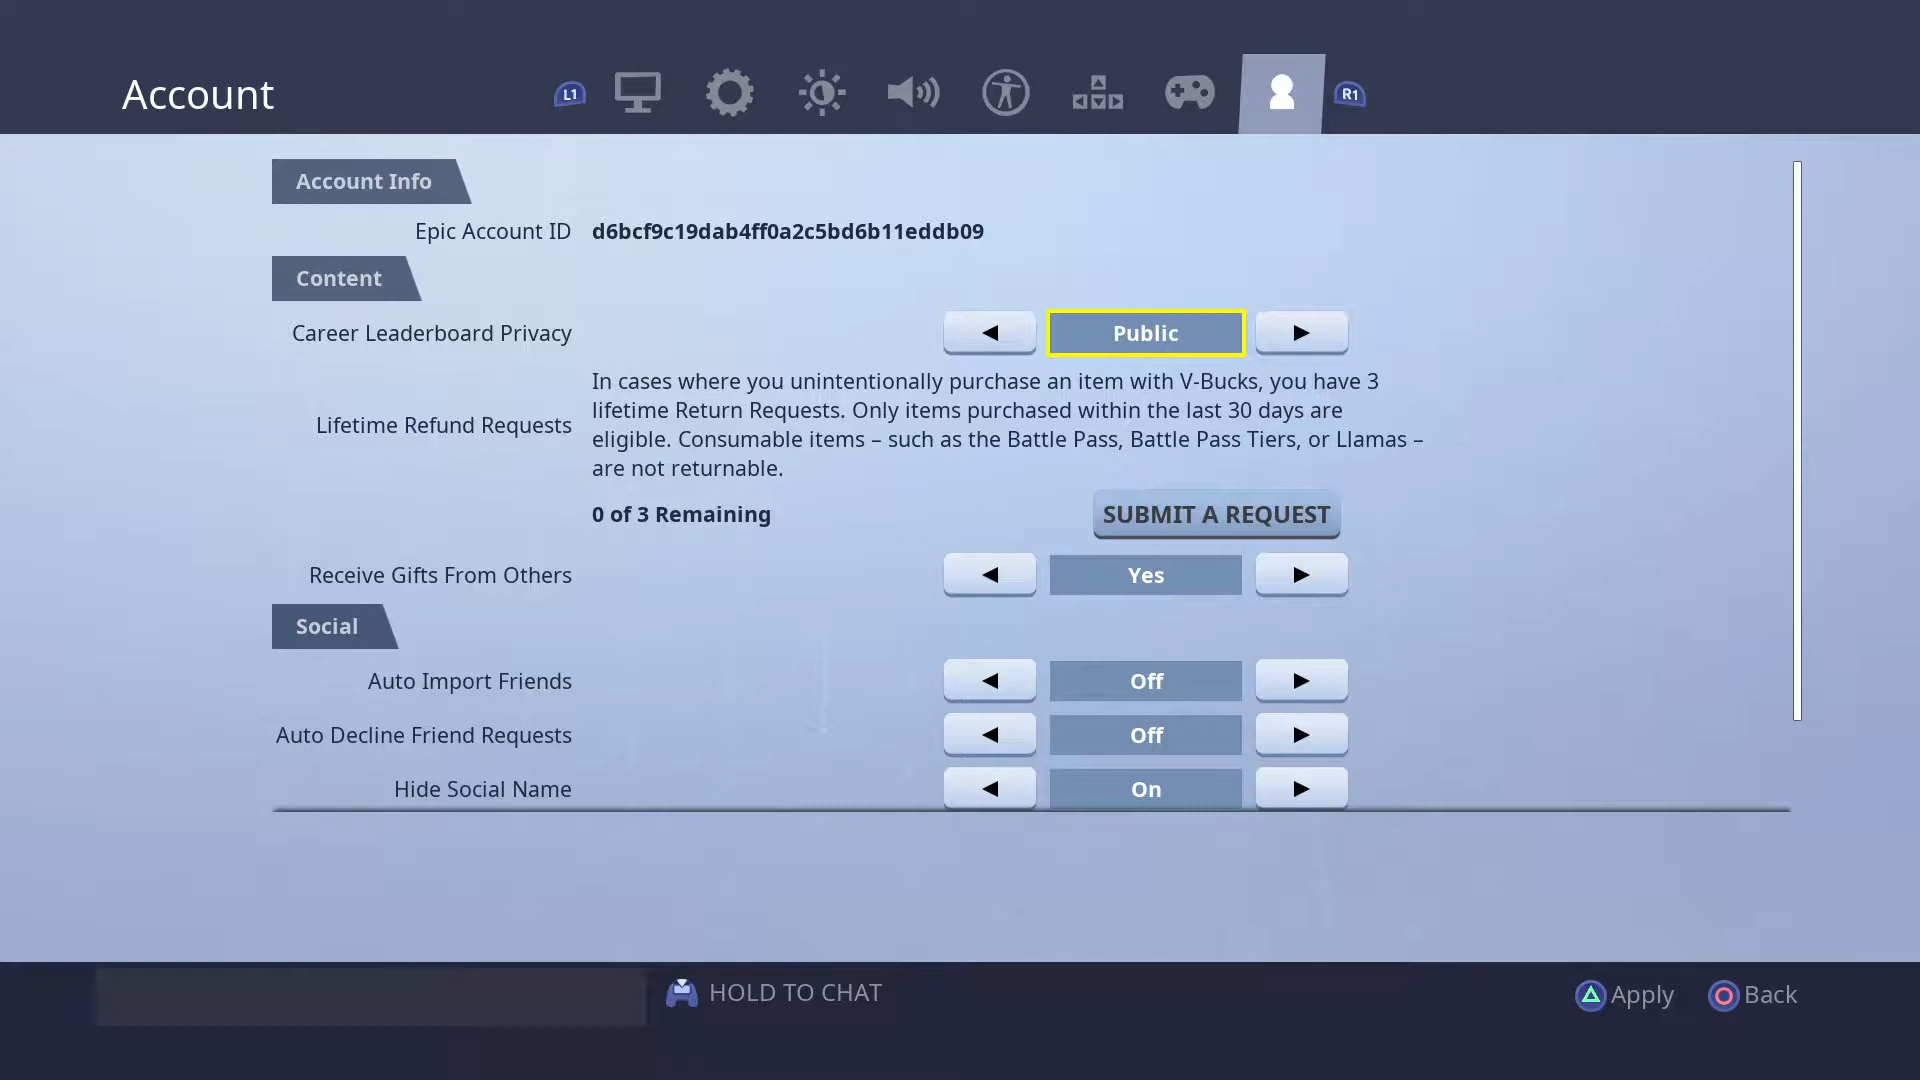 Account
L1
R1
Account Info
Epic Account ID d6bcf9c19dab4ff0a2c5bd6b11eddb09
Content
Career Leaderboard Privacy Public
In cases where you unintentionally purchase an item with V-Bucks, you have 3
lifetime Return Requests. Only items purchased within the last 30 days are
Lifetime Refund Requests
eligible. Consumable items – such as the Battle Pass, Battle Pass Tiers, or Llamas –
are not returnable.
0 of 3 Remaining SUBMIT A REQUEST
Receive Gifts From Others Yes
Social
Auto Import Friends Off
Auto Decline Friend Requests Off
Hide Social Name On
HOLD TO CHAT
Apply
Back